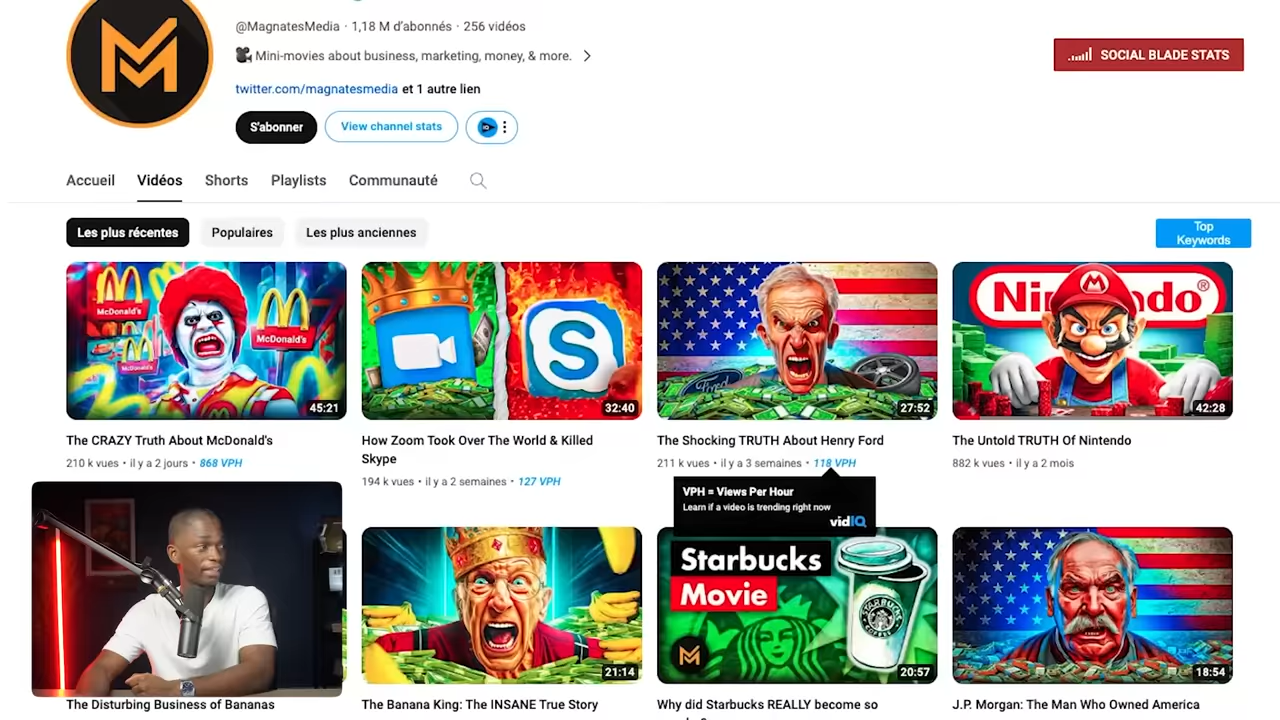 @MagnatesMedia · 1,18 M d'abonnés · 256 vidéos
Mini-movies about business, marketing, money, & more.
SOCIAL BLADE STATS
twitter.com/magnatesmedia et 1 autre lien
S'abonner
View channel stats
IQ
Accueil
Vidéos
Shorts
Playlists
Communauté
Les plus récentes
Populaires
Les plus anciennes
Top
Keywords
McDonald's
McDonald's
McDonald's
45:21
S
32:40
Ford
27:52
Nin
ndo®
M
42:28
The CRAZY Truth About McDonald's
210 k vues · il y a 2 jours · 868 VPH
How Zoom Took Over The World & Killed
Skype
194 k vues · il y a 2 semaines · 127 VPH
The Shocking TRUTH About Henry Ford
211 k vues · il y a 3 semaines · 118 VPH
The Untold TRUTH Of Nintendo
882 k vues · il y a 2 mois
VPH = Views Per Hour
Learn if a video is trending right now
vidIQ
21:14
Starbucks
Movie
STARBUCKS
20:57
18:54
The Disturbing Business of Bananas
The Banana King: The INSANE True Story
Why did Starbucks REALLY become so
J.P. Morgan: The Man Who Owned America